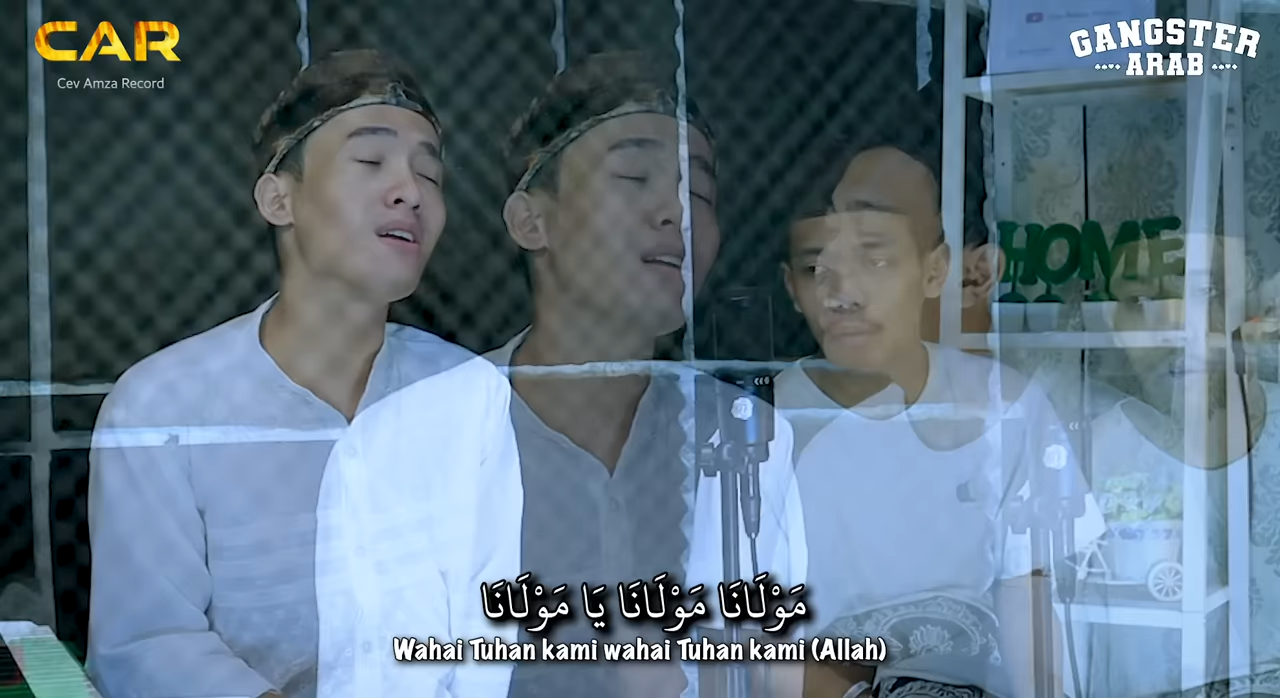 CAR
Cev Amza Record
GANGSTER
ARAB
HOME
مَوْلَانَا مَوْلَانَا يَا مَوْلَانَا
Wahai Tuhan kami wahai Tuhan kami (Allah)